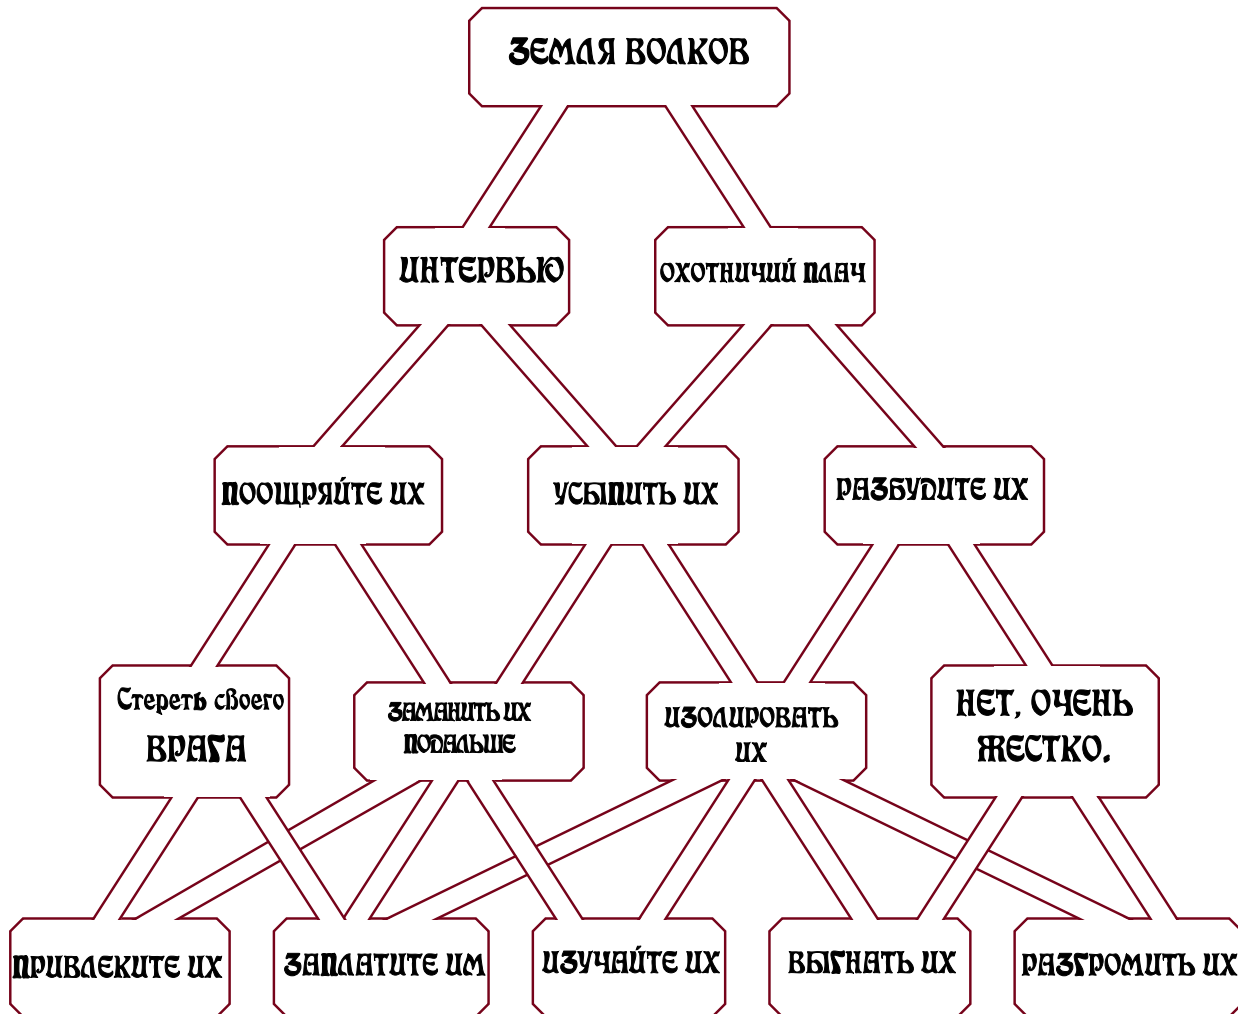 ЗЕМЛЯ ВОЛКОВ
ИНТЕРВЬЮ
ОХОТНИЧИЙ ПЛАЧ
ПООЩРЯЙТЕ ИХ
УСЫПИТЬ ИХ
РАЗБУДИТЕ ИХ
Стереть своего
ВРАГА
ЗАМАНИТЬ ИХ
ПОДАЛЬШЕ
ИЗОЛИРОВАТЬ
ИХ
НЕТ, ОЧЕНЬ
ЖЕСТКО.
ПРИВЛЕКИТЕ ИХ
ЗАПЛАТИТЕ ИМ
ИЗУЧАЙТЕ ИХ
ВЫГНАТЬ ИХ
РАЗГРОМИТЬ ИХ